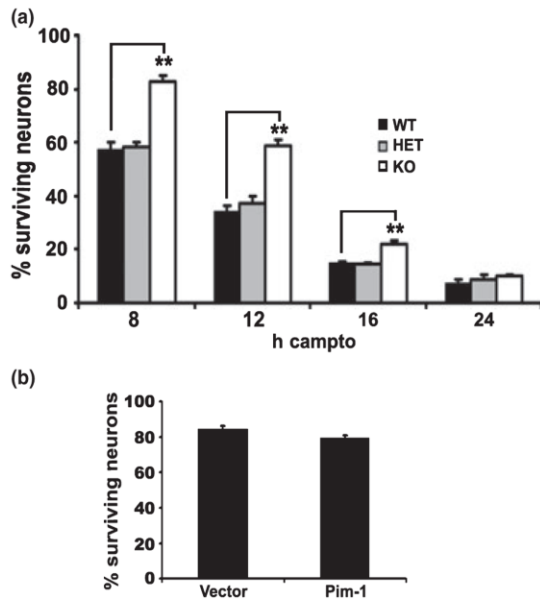 (a)
% surviving neurons
100
80
60
40
20
0
**
**
**
WT
HET
KO
8 12 16 24
h campto
(b)
% surviving neurons
100
80
60
40
20
0
Vector Pim-1